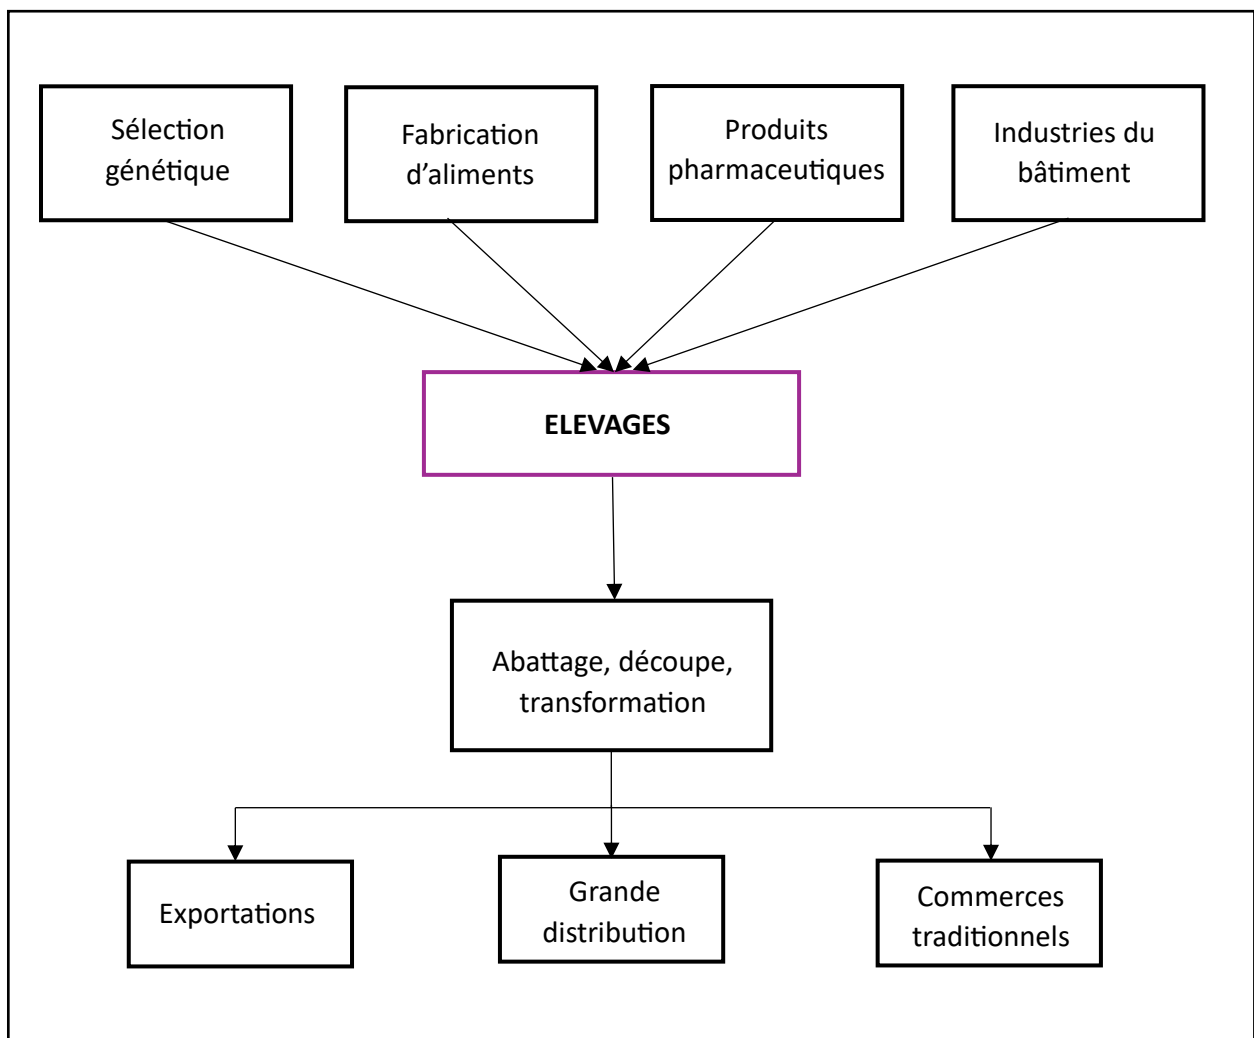 Sélection
génétique
Fabrication
d’aliments
Produits
pharmaceutiques
Industries du
bâtiment
ELEVAGES
Abattage, découpe,
transformation
Exportations
Grande
distribution
Commerces
traditionnels